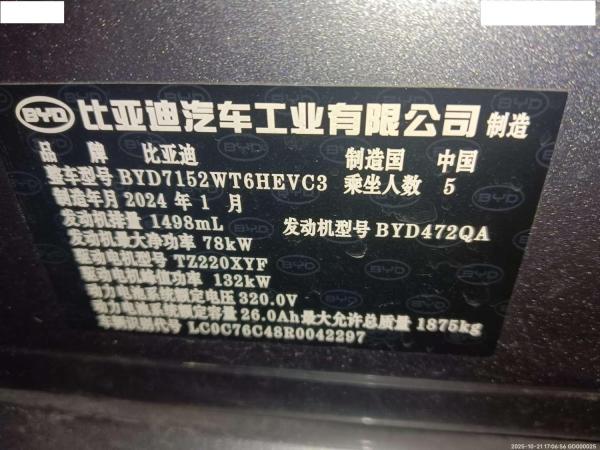 BYD 比亚迪汽车工业有限公司 制造
品 牌 比亚迪 制造国 中国
整车型号 BYD7152WT6HEVC3 乘坐人数 5
制造年月 2024 年 1 月
发动机排量 1498mL 发动机型号 BYD472QA
发动机最大净功率 78kW
驱动电机型号 TZ220XYF
驱动电机峰值功率 132kW
动力电池系统额定电压 320.0V
动力电池系统额定容量 26.0Ah 最大允许总质量 1875kg
车辆识别代号 LC0C76C48R0042297
2025-10-21 17:06:56 GD000025